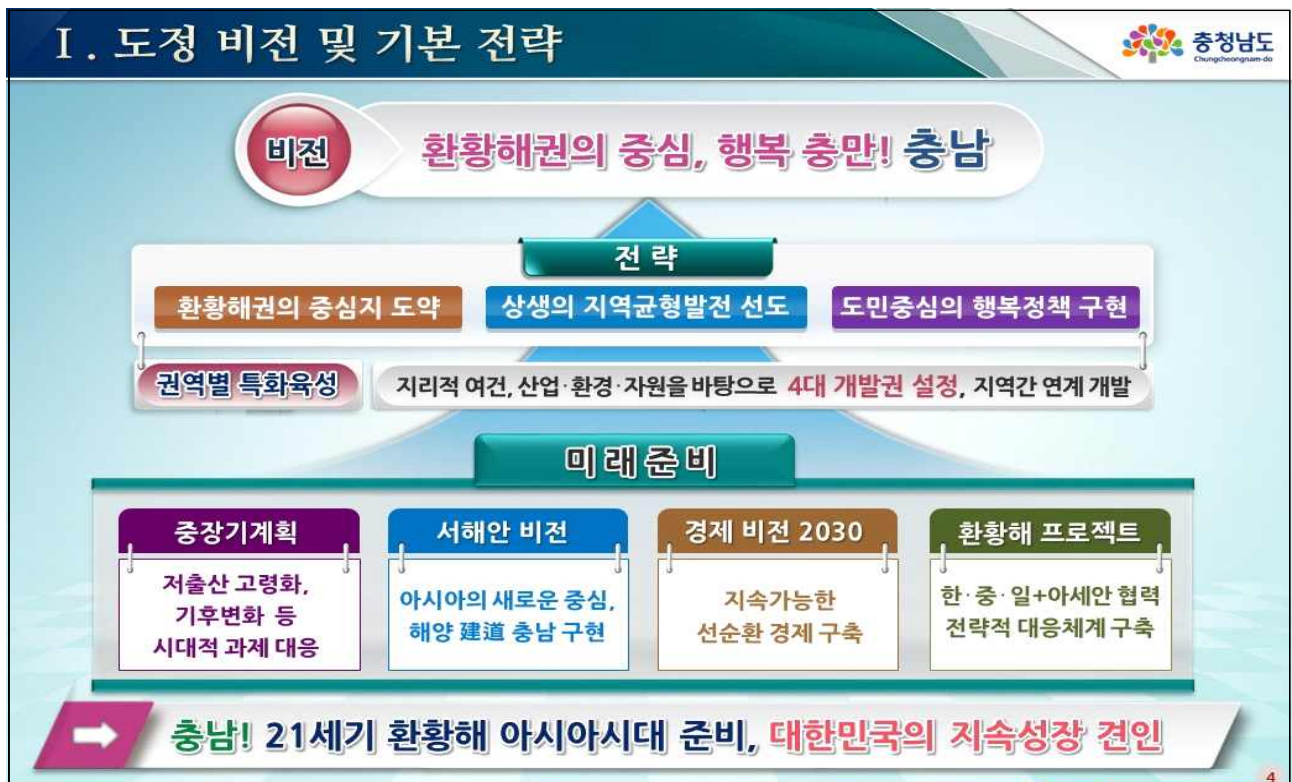 Ⅰ. 도정 비전 및 기본 전략
충청남도
Chungcheongnam-do
비전
환황해권의 중심, 행복 충만! 충남
전 략
환황해권의 중심지 도약
상생의 지역균형발전 선도
도민중심의 행복정책 구현
권역별 특화육성
지리적 여건, 산업·환경·자원을 바탕으로 4대 개발권 설정, 지역간 연계 개발
미 래 준 비
중장기계획
저출산 고령화,
기후변화 등
시대적 과제 대응
서해안 비전
아시아의 새로운 중심,
해양 建道 충남 구현
경제 비전 2030
지속가능한
선순환 경제 구축
환황해 프로젝트
한·중·일+아세안 협력
전략적 대응체계 구축
충남! 21세기 환황해 아시아시대 준비, 대한민국의 지속성장 견인
4